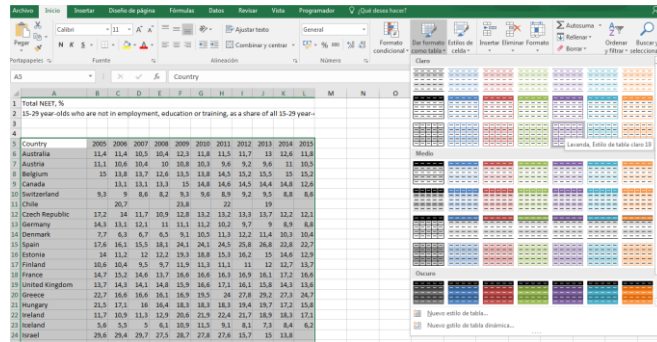 Archivo Inicio Insertar Diseño de página Fórmulas Datos Revisar Vista Programador ¿Qué desea hacer?
Calibri 11 Ajustar texto General Autosuma
Rellenar
Pegar N K S Combinar y centrar % 000 Formato Dar formato Estilos de Insertar Eliminar Formato Borrar Ordenar Buscar y
condicional como tabla celda y filtrar seleccionar
Portapapeles Fuente Alineación Número
Claro
A5 fx Country
A B C D E F G H I J K L M N O
1 Total NEET, %
2 15-29 year-olds who are not in employment, education or training, as a share of all 15-29 year-
3
4
5 Country 2005 2006 2007 2008 2009 2010 2011 2012 2013 2014 2015
6 Australia 11,4 11,4 10,5 10,4 12,3 11,8 11,5 11,7 13 12,6 11,8
7 Austria 11,1 10,6 10,4 10 10,8 10,3 9,6 9,2 9,6 11 10,5
8 Belgium 15 13,8 13,7 12,6 13,5 13,8 14,5 15,2 15,5 15 15,2
9 Canada 13,1 13,1 13,3 15 14,8 14,6 14,5 14,4 14,8 12,6
10 Switzerland 9,3 9 8,6 8,2 9,3 9,6 8,9 9,2 9,5 8,8 8,6
11 Chile 20,7 23,8 22 19
12 Czech Republic 17,2 14 11,7 10,9 12,8 13,2 13,2 13,3 13,7 12,2 12,1
13 Germany 14,3 13,1 12,1 11 11,1 11,2 10,2 9,7 9 8,9 8,8
14 Denmark 7,7 6,3 6,7 6,5 9,1 10,5 11,3 12,2 11,4 10,3 10,4
15 Spain 17,6 16,1 15,5 18,1 24,1 24,1 24,5 25,8 26,8 22,8 22,7
16 Estonia 14 11,2 12 12,2 19,3 18,8 15,3 16,2 15 14,6 12,9
17 Finland 10,6 10,4 9,5 9,7 11,9 11,3 11,1 11 12 12,7 13,7
18 France 14,7 15,2 14,6 13,7 16,6 16,6 16,3 16,9 16,1 17,2 16,6
19 United Kingdom 13,7 14,3 14,1 14,8 15,9 16,6 17,1 16,1 15,8 14,3 13,6
20 Greece 22,7 16,6 16,6 16,1 16,9 19,5 24 27,8 29,2 27,3 24,7
21 Hungary 21,5 17,1 16 16,4 18,3 18,3 18,3 19,4 19,7 17,2 15,8
22 Ireland 11,7 10,9 11,3 12,9 20,6 21,9 22,4 21,7 18,9 18,3 17,1
23 Iceland 5,6 5,5 5 6,1 10,9 11,5 9,1 8,1 7,3 8,4 6,2
24 Israel 29,6 29,4 29,7 27,5 28,7 27,8 27,6 15,7 15 13,8
Lavanda, Estilo de tabla claro 19
Medio
Oscuro
Nuevo estilo de tabla...
Nuevo estilo de tabla dinámica...